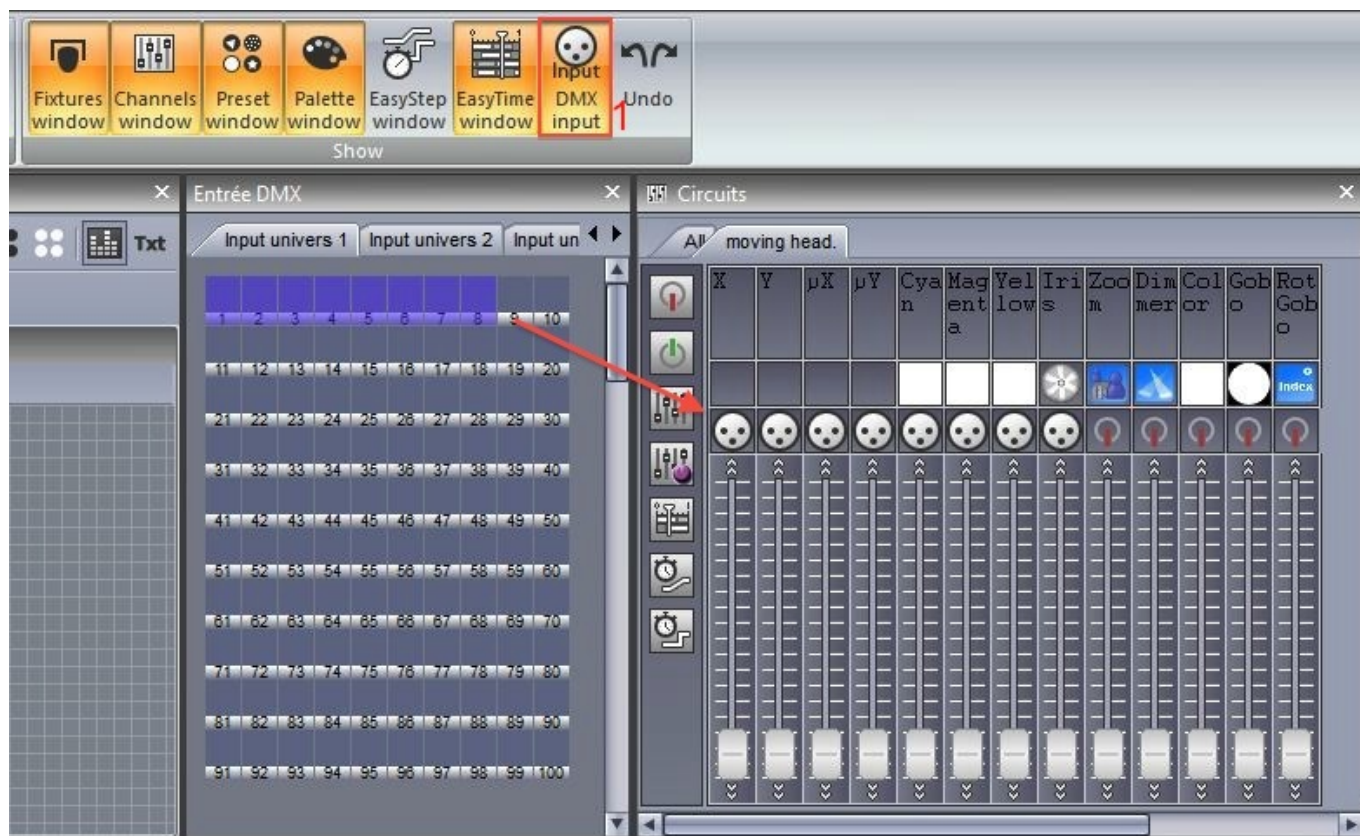 Input
Fixtures window
Channels window
Preset window
Palette window
EasyStep window
EasyTime window
DMX input
1
Undo
Show
Entrée DMX
Circuits
Txt
Input univers 1
Input univers 2
Input un
All
moving head.
X
Y
µX
µY
Cyan
Magenta
Yellow
Iris
Zoom
Dimmer
Color
Gobo
Rot Gobo
Index
1 2 3 4 5 6 7 8 9 10
11 12 13 14 15 16 17 18 19 20
21 22 23 24 25 26 27 28 29 30
31 32 33 34 35 36 37 38 39 40
41 42 43 44 45 46 47 48 49 50
51 52 53 54 55 56 57 58 59 60
61 62 63 64 65 66 67 68 69 70
71 72 73 74 75 76 77 78 79 80
81 82 83 84 85 86 87 88 89 90
91 92 93 94 95 96 97 98 99 100